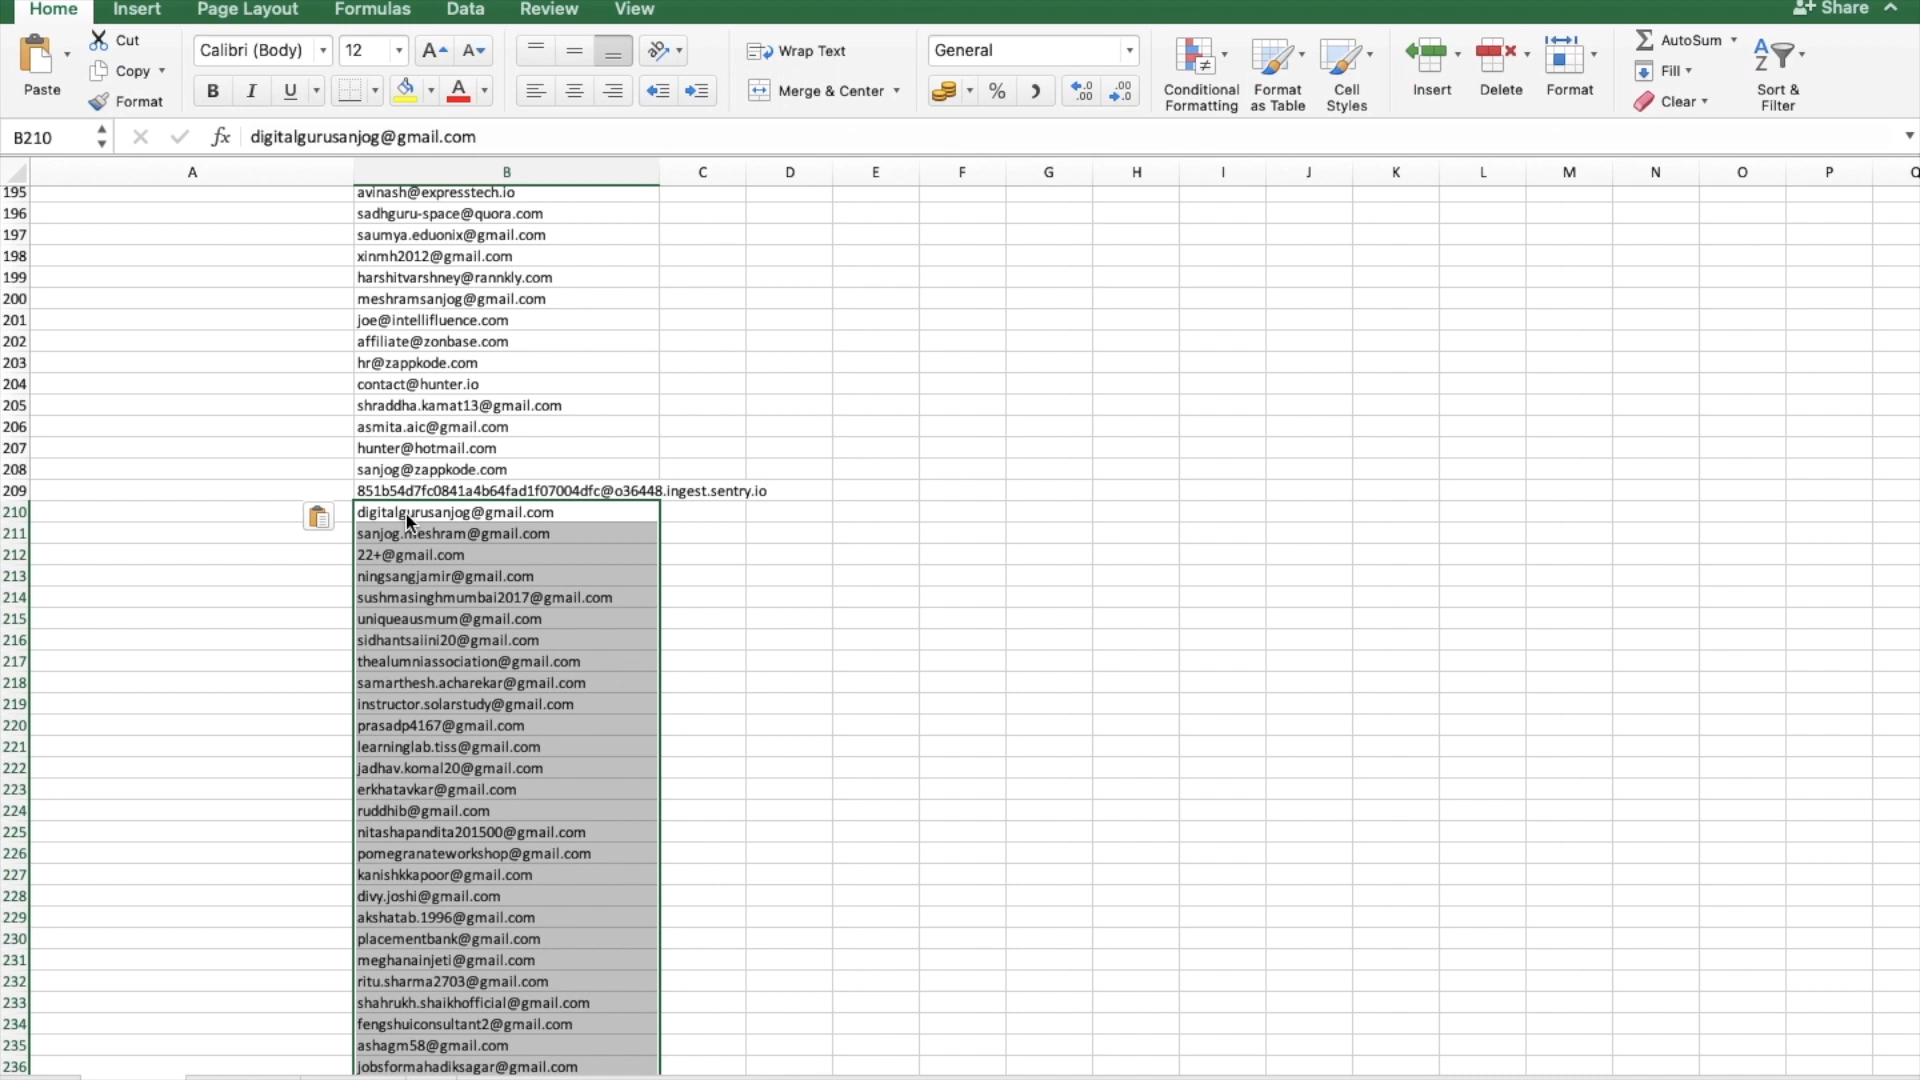 Home Insert Page Layout Formulas Data Review View Share
Cut Calibri (Body) 12 A A Wrap Text General AutoSum
Copy Fill
Paste Format B I U A Merge & Center % Conditional Formatting Format as Table Cell Styles Insert Delete Format Clear Sort & Filter
B210 fx digitalgurusanjog@gmail.com
A B C D E F G H I J K L M N O P Q
195 avinash@expresstech.io
196 sadhguru-space@quora.com
197 saumya.eduonix@gmail.com
198 xinmh2012@gmail.com
199 harshitvarshney@rannkly.com
200 meshramsanjog@gmail.com
201 joe@intellifluence.com
202 affiliate@zonbase.com
203 hr@zappkode.com
204 contact@hunter.io
205 shraddha.kamat13@gmail.com
206 asmita.aic@gmail.com
207 hunter@hotmail.com
208 sanjog@zappkode.com
209 851b54d7fc0841a4b64fad1f07004dfc@o36448.ingest.sentry.io
210 digitalgurusanjog@gmail.com
211 sanjog.meshram@gmail.com
212 22+@gmail.com
213 ningsangjamir@gmail.com
214 sushmasinghmumbai2017@gmail.com
215 uniqueausmum@gmail.com
216 sidhantsaiini20@gmail.com
217 thealumniassociation@gmail.com
218 samarthesh.acharekar@gmail.com
219 instructor.solarstudy@gmail.com
220 prasadp4167@gmail.com
221 learninglab.tiss@gmail.com
222 jadhav.komal20@gmail.com
223 erkhatavkar@gmail.com
224 ruddhib@gmail.com
225 nitashapandita201500@gmail.com
226 pomegranateworkshop@gmail.com
227 kanishkkapoor@gmail.com
228 divy.joshi@gmail.com
229 akshatab.1996@gmail.com
230 placementbank@gmail.com
231 meghanainjeti@gmail.com
232 ritu.sharma2703@gmail.com
233 shahrukh.shaikhofficial@gmail.com
234 fengshuiconsultant2@gmail.com
235 ashagm58@gmail.com
236 jobsformahadiksagar@gmail.com